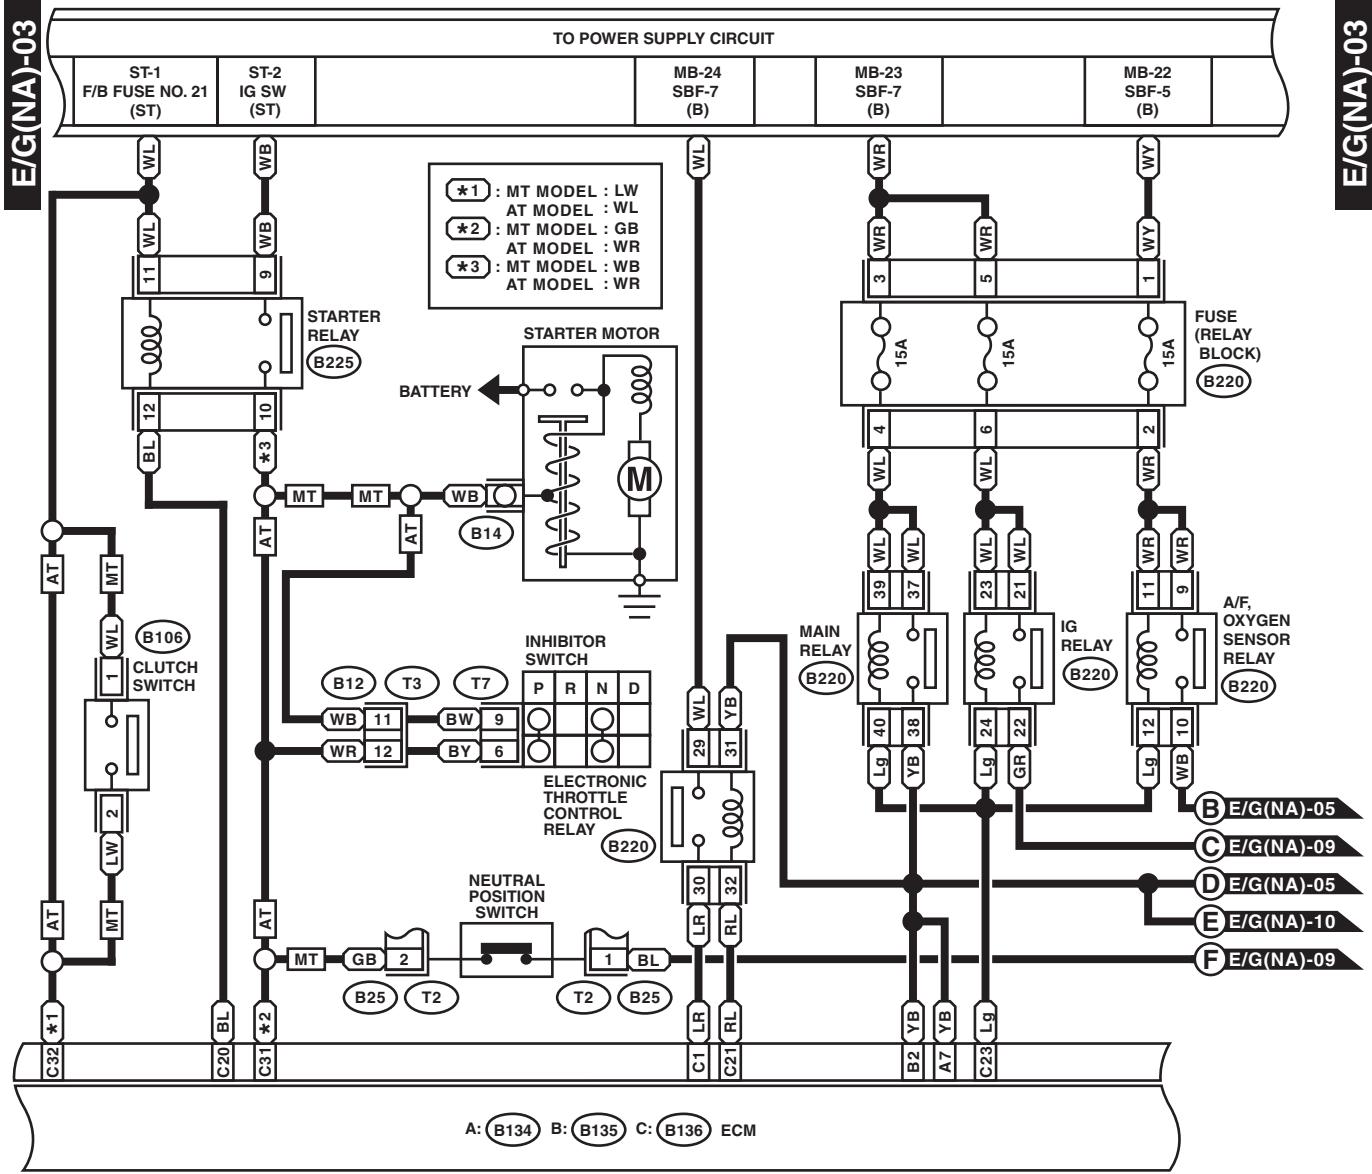 E/G(NA)-03
E/G(NA)-03
TO POWER SUPPLY CIRCUIT
ST-1
F/B FUSE NO. 21
(ST)
ST-2
IG SW
(ST)
MB-24
SBF-7
(B)
MB-23
SBF-7
(B)
MB-22
SBF-5
(B)
WL
WB
WL
WR
WY
WL
WB
WR
WR
WY
*1 : MT MODEL : LW
AT MODEL : WL
*2 : MT MODEL : GB
AT MODEL : WR
*3 : MT MODEL : WB
AT MODEL : WR
11
9
3
5
1
STARTER
RELAY
B225
STARTER MOTOR
BATTERY
M
15A
15A
15A
FUSE
(RELAY
BLOCK)
B220
12
10
4
6
2
BL
*3
WL
WL
WR
MT
MT
WB
B14
AT
AT
AT
MT
WL
WL
WL
WL
WR
WR
39
37
23
21
11
9
WL
B106
1
CLUTCH
SWITCH
MAIN
RELAY
B220
IG
RELAY
B220
A/F,
OXYGEN
SENSOR
RELAY
B220
INHIBITOR
SWITCH
B12
T3
T7
P
R
N
D
WB
11
BW
9
WR
12
BY
6
WL
YB
29
31
40
38
24
22
12
10
Lg
YB
Lg
GR
Lg
WB
ELECTRONIC
THROTTLE
CONTROL
RELAY
B220
2
LW
MT
AT
AT
B E/G(NA)-05
C E/G(NA)-09
D E/G(NA)-05
E E/G(NA)-10
F E/G(NA)-09
30
32
LR
RL
NEUTRAL
POSITION
SWITCH
MT
GB
2
1
BL
B25
T2
T2
B25
*1
BL
*2
LR
RL
YB
YB
Lg
C32
C20
C31
C1
C21
B2
A7
C23
A: B134 B: B135 C: B136 ECM